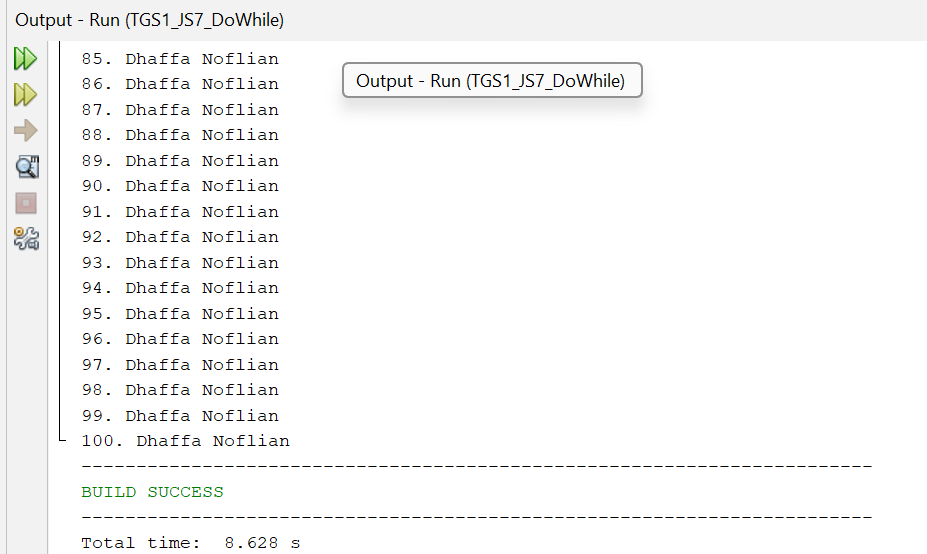 Output - Run (TGS1_JS7_DoWhile)
85. Dhaffa Noflian
Output - Run (TGS1_JS7_DoWhile)
86. Dhaffa Noflian
87. Dhaffa Noflian
88. Dhaffa Noflian
89. Dhaffa Noflian
90. Dhaffa Noflian
91. Dhaffa Noflian
92. Dhaffa Noflian
93. Dhaffa Noflian
94. Dhaffa Noflian
95. Dhaffa Noflian
96. Dhaffa Noflian
97. Dhaffa Noflian
98. Dhaffa Noflian
99. Dhaffa Noflian
100. Dhaffa Noflian
------------------------------------------------------------------------
BUILD SUCCESS
------------------------------------------------------------------------
Total time:  8.628 s